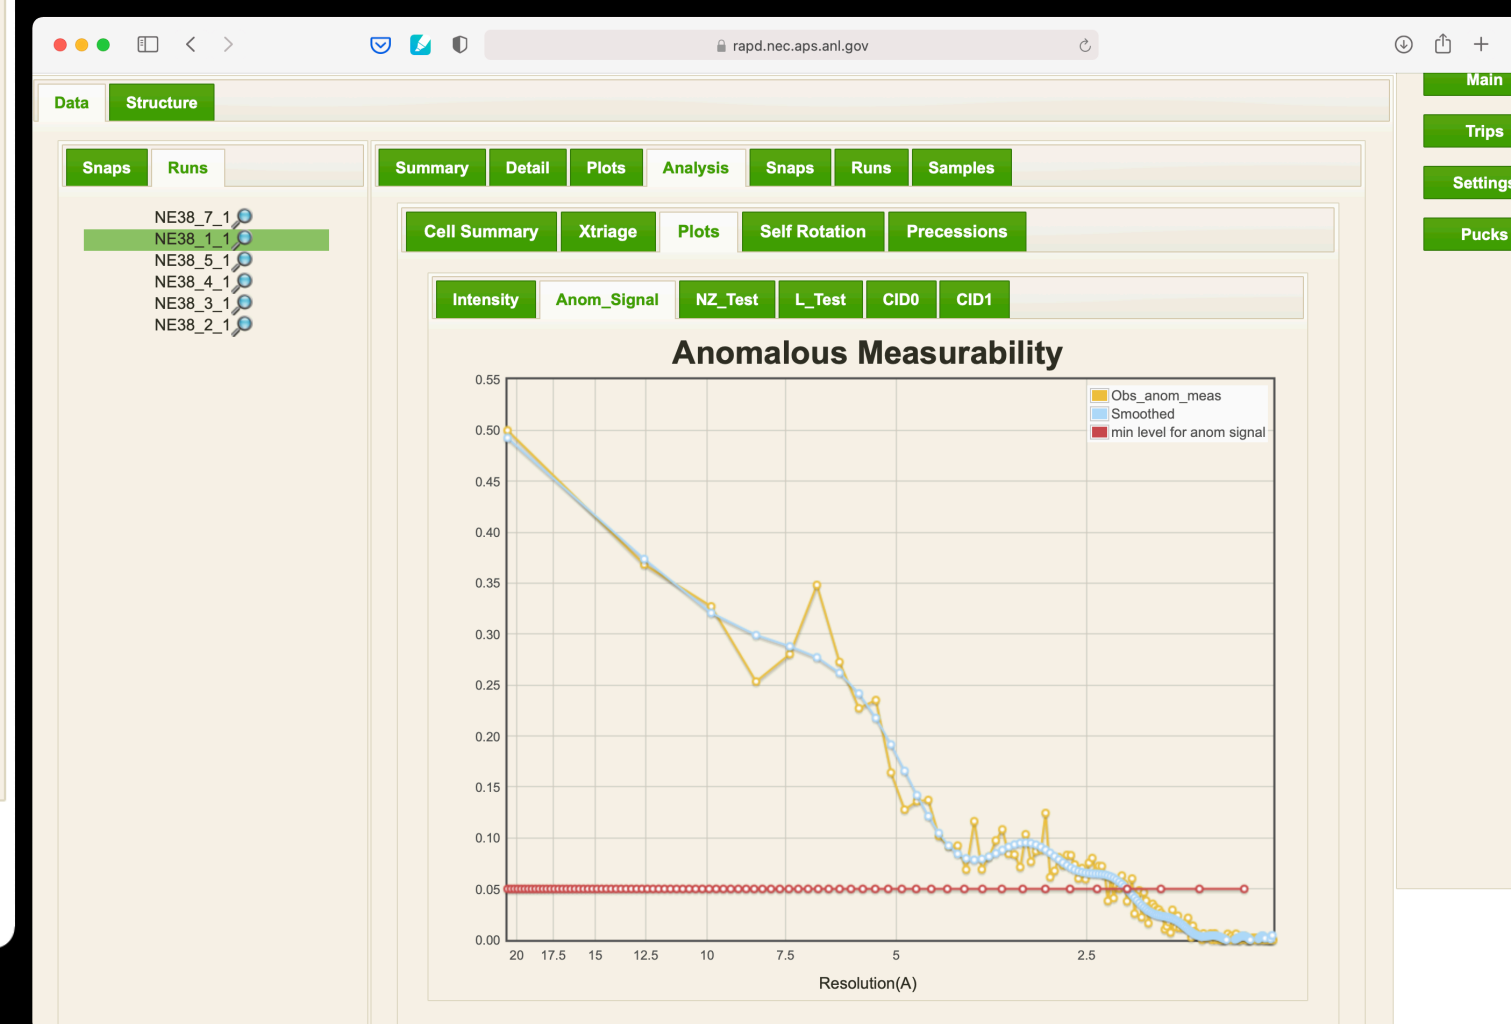 rapd.nec.aps.anl.gov
Data Structure
Main
Trips
Settings
Pucks
Snaps Runs
NE38_7_1
NE38_1_1
NE38_5_1
NE38_4_1
NE38_3_1
NE38_2_1
Summary Detail Plots Analysis Snaps Runs Samples
Cell Summary Xtriage Plots Self Rotation Precessions
Intensity Anom_Signal NZ_Test L_Test CID0 CID1
Anomalous Measurability
Obs_anom_meas
Smoothed
min level for anom signal
0.55
0.50
0.45
0.40
0.35
0.30
0.25
0.20
0.15
0.10
0.05
0.00
20 17.5 15 12.5 10 7.5 5 2.5
Resolution(A)